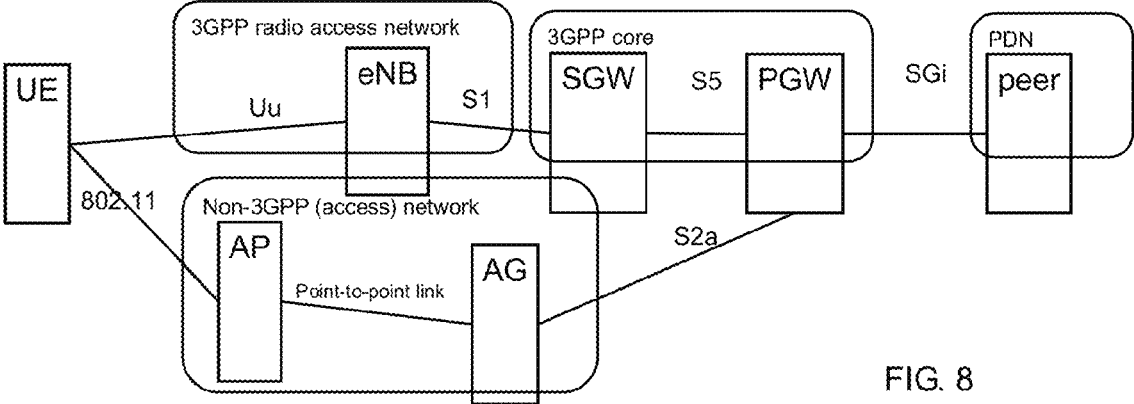 3GPP radio access network
3GPP core
PDN
UE
eNB
SGW
PGW
peer
Uu
S1
S5
SGi
802.11
Non-3GPP (access) network
AP
AG
Point-to-point link
S2a
FIG. 8